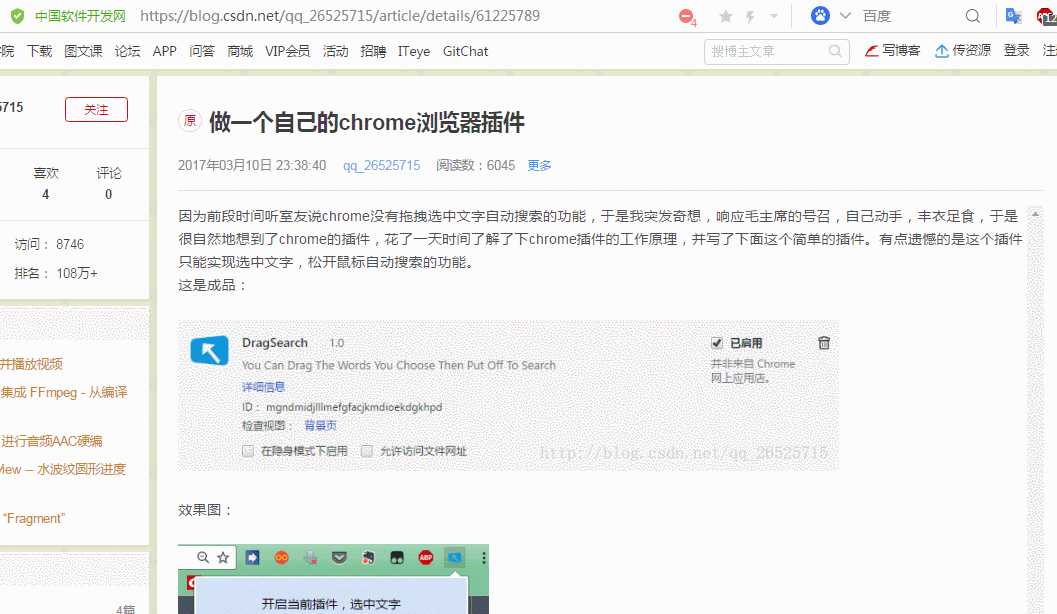 中国软件开发网 https://blog.csdn.net/qq_26525715/article/details/61225789 4 百度 12
院 下载 图文课 论坛 APP 问答 商城 VIP会员 活动 招聘 ITeye GitChat 搜博主文章 写博客 传资源 登录 注
5715 关注
喜欢 评论
4 0
访问： 8746
排名： 108万+
并播放视频
集成 FFmpeg - 从编译
进行音频AAC硬编
Mew -- 水波纹圆形进度
“Fragment”
4篇
原 做一个自己的chrome浏览器插件
2017年03月10日 23:38:40 qq_26525715 阅读数：6045 更多
因为前段时间听室友说chrome没有拖拽选中文字自动搜索的功能，于是我突发奇想，响应毛主席的号召，自己动手，丰衣足食，于是
很自然地想到了chrome的插件，花了一天时间了解了下chrome插件的工作原理，并写了下面这个简单的插件。有点遗憾的是这个插件
只能实现选中文字，松开鼠标自动搜索的功能。
这是成品：
DragSearch 1.0 已启用
You Can Drag The Words You Choose Then Put Off To Search 并非来自 Chrome
网上应用店。
详细信息
ID： mgndmidjlllmefgfacjkmdioekdgkhpd
检查视图： 背景页
在隐身模式下启用 允许访问文件网址
http://blog.csdn.net/qq_26525715
效果图：
ABP
开启当前插件，选中文字